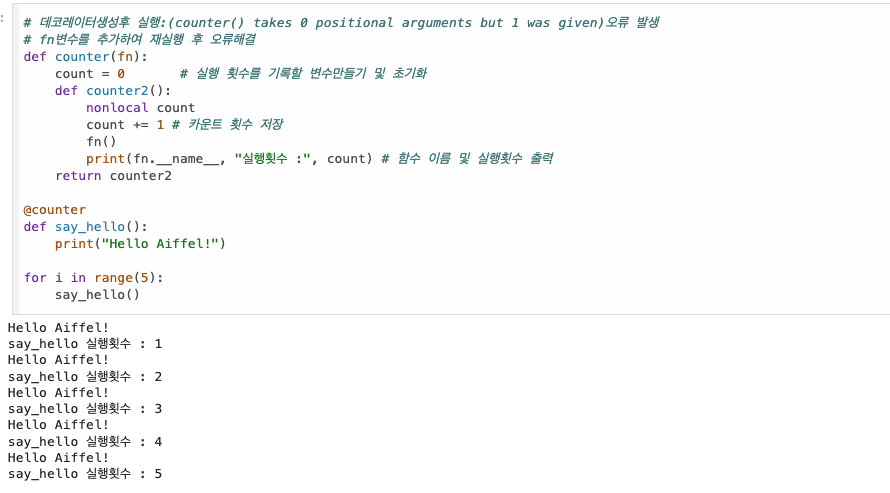 # 데코레이터생성후 실행:(counter() takes 0 positional arguments but 1 was given)오류 발생
# fn변수를 추가하여 재실행 후 오류해결
def counter(fn):
    count = 0       # 실행 횟수를 기록할 변수만들기 및 초기화
    def counter2():
        nonlocal count
        count += 1 # 카운트 횟수 저장
        fn()
        print(fn.__name__, "실행횟수 :", count) # 함수 이름 및 실행횟수 출력
    return counter2
@counter
def say_hello():
    print("Hello Aiffel!")
for i in range(5):
    say_hello()
Hello Aiffel!
say_hello 실행횟수 : 1
Hello Aiffel!
say_hello 실행횟수 : 2
Hello Aiffel!
say_hello 실행횟수 : 3
Hello Aiffel!
say_hello 실행횟수 : 4
Hello Aiffel!
say_hello 실행횟수 : 5